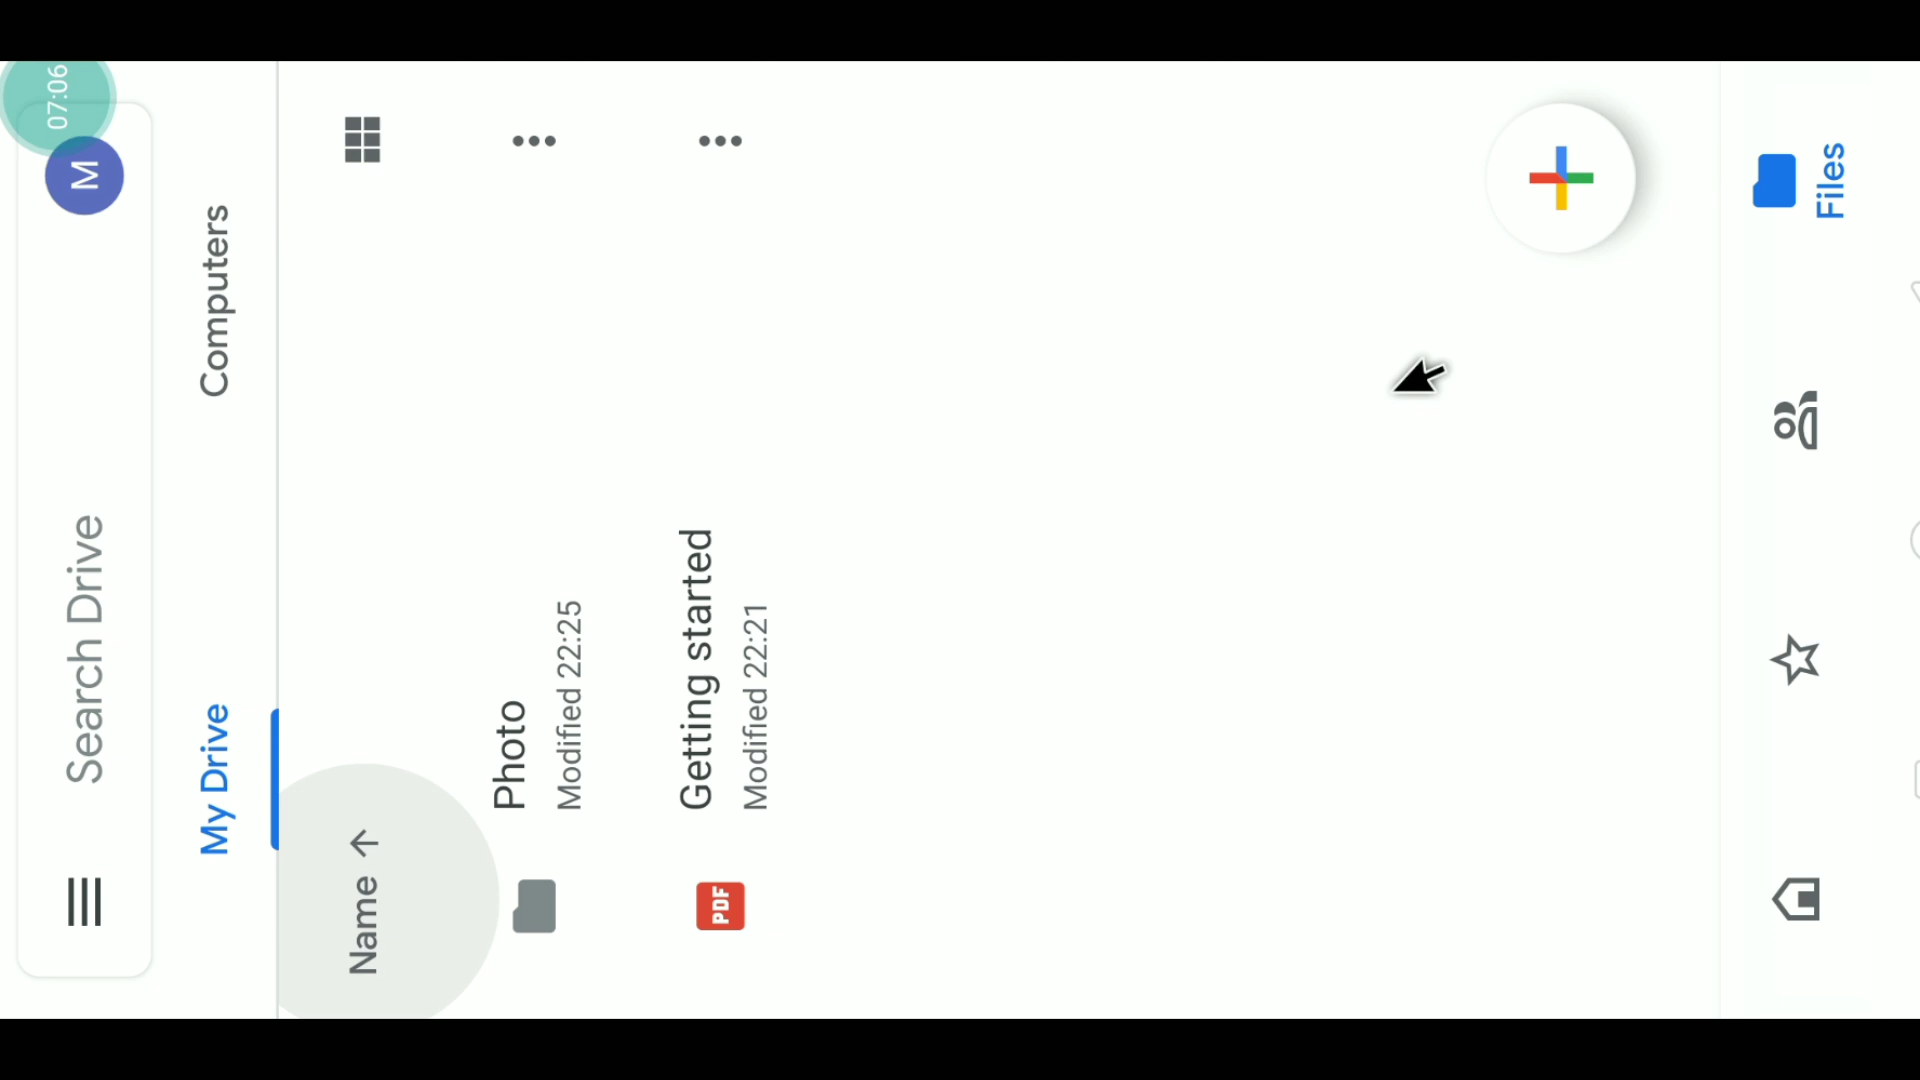 07:06
Search Drive
M
My Drive
Computers
Name
Photo
Modified 22:25
PDF
Getting started
Modified 22:21
Files